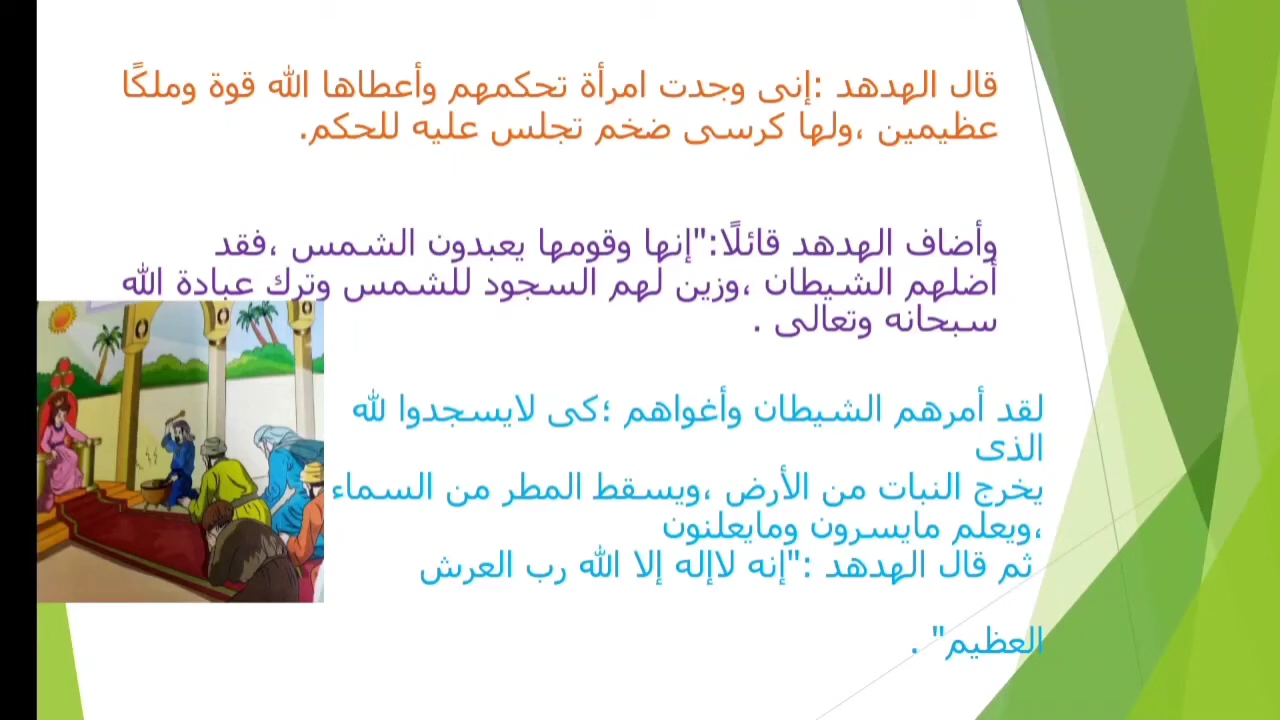 قال الهدهد :إنى وجدت امرأة تحكمهم وأعطاها الله قوة وملكًا
عظيمين ،ولها كرسى ضخم تجلس عليه للحكم.
وأضاف الهدهد قائلًا:"إنها وقومها يعبدون الشمس ،فقد
أضلهم الشيطان ،وزين لهم السجود للشمس وترك عبادة الله
سبحانه وتعالى .
لقد أمرهم الشيطان وأغواهم ؛كى لايسجدوا لله
الذى
يخرج النبات من الأرض ،ويسقط المطر من السماء
،ويعلم مايسرون ومايعلنون
ثم قال الهدهد :"إنه لاإله إلا الله رب العرش
العظيم" .